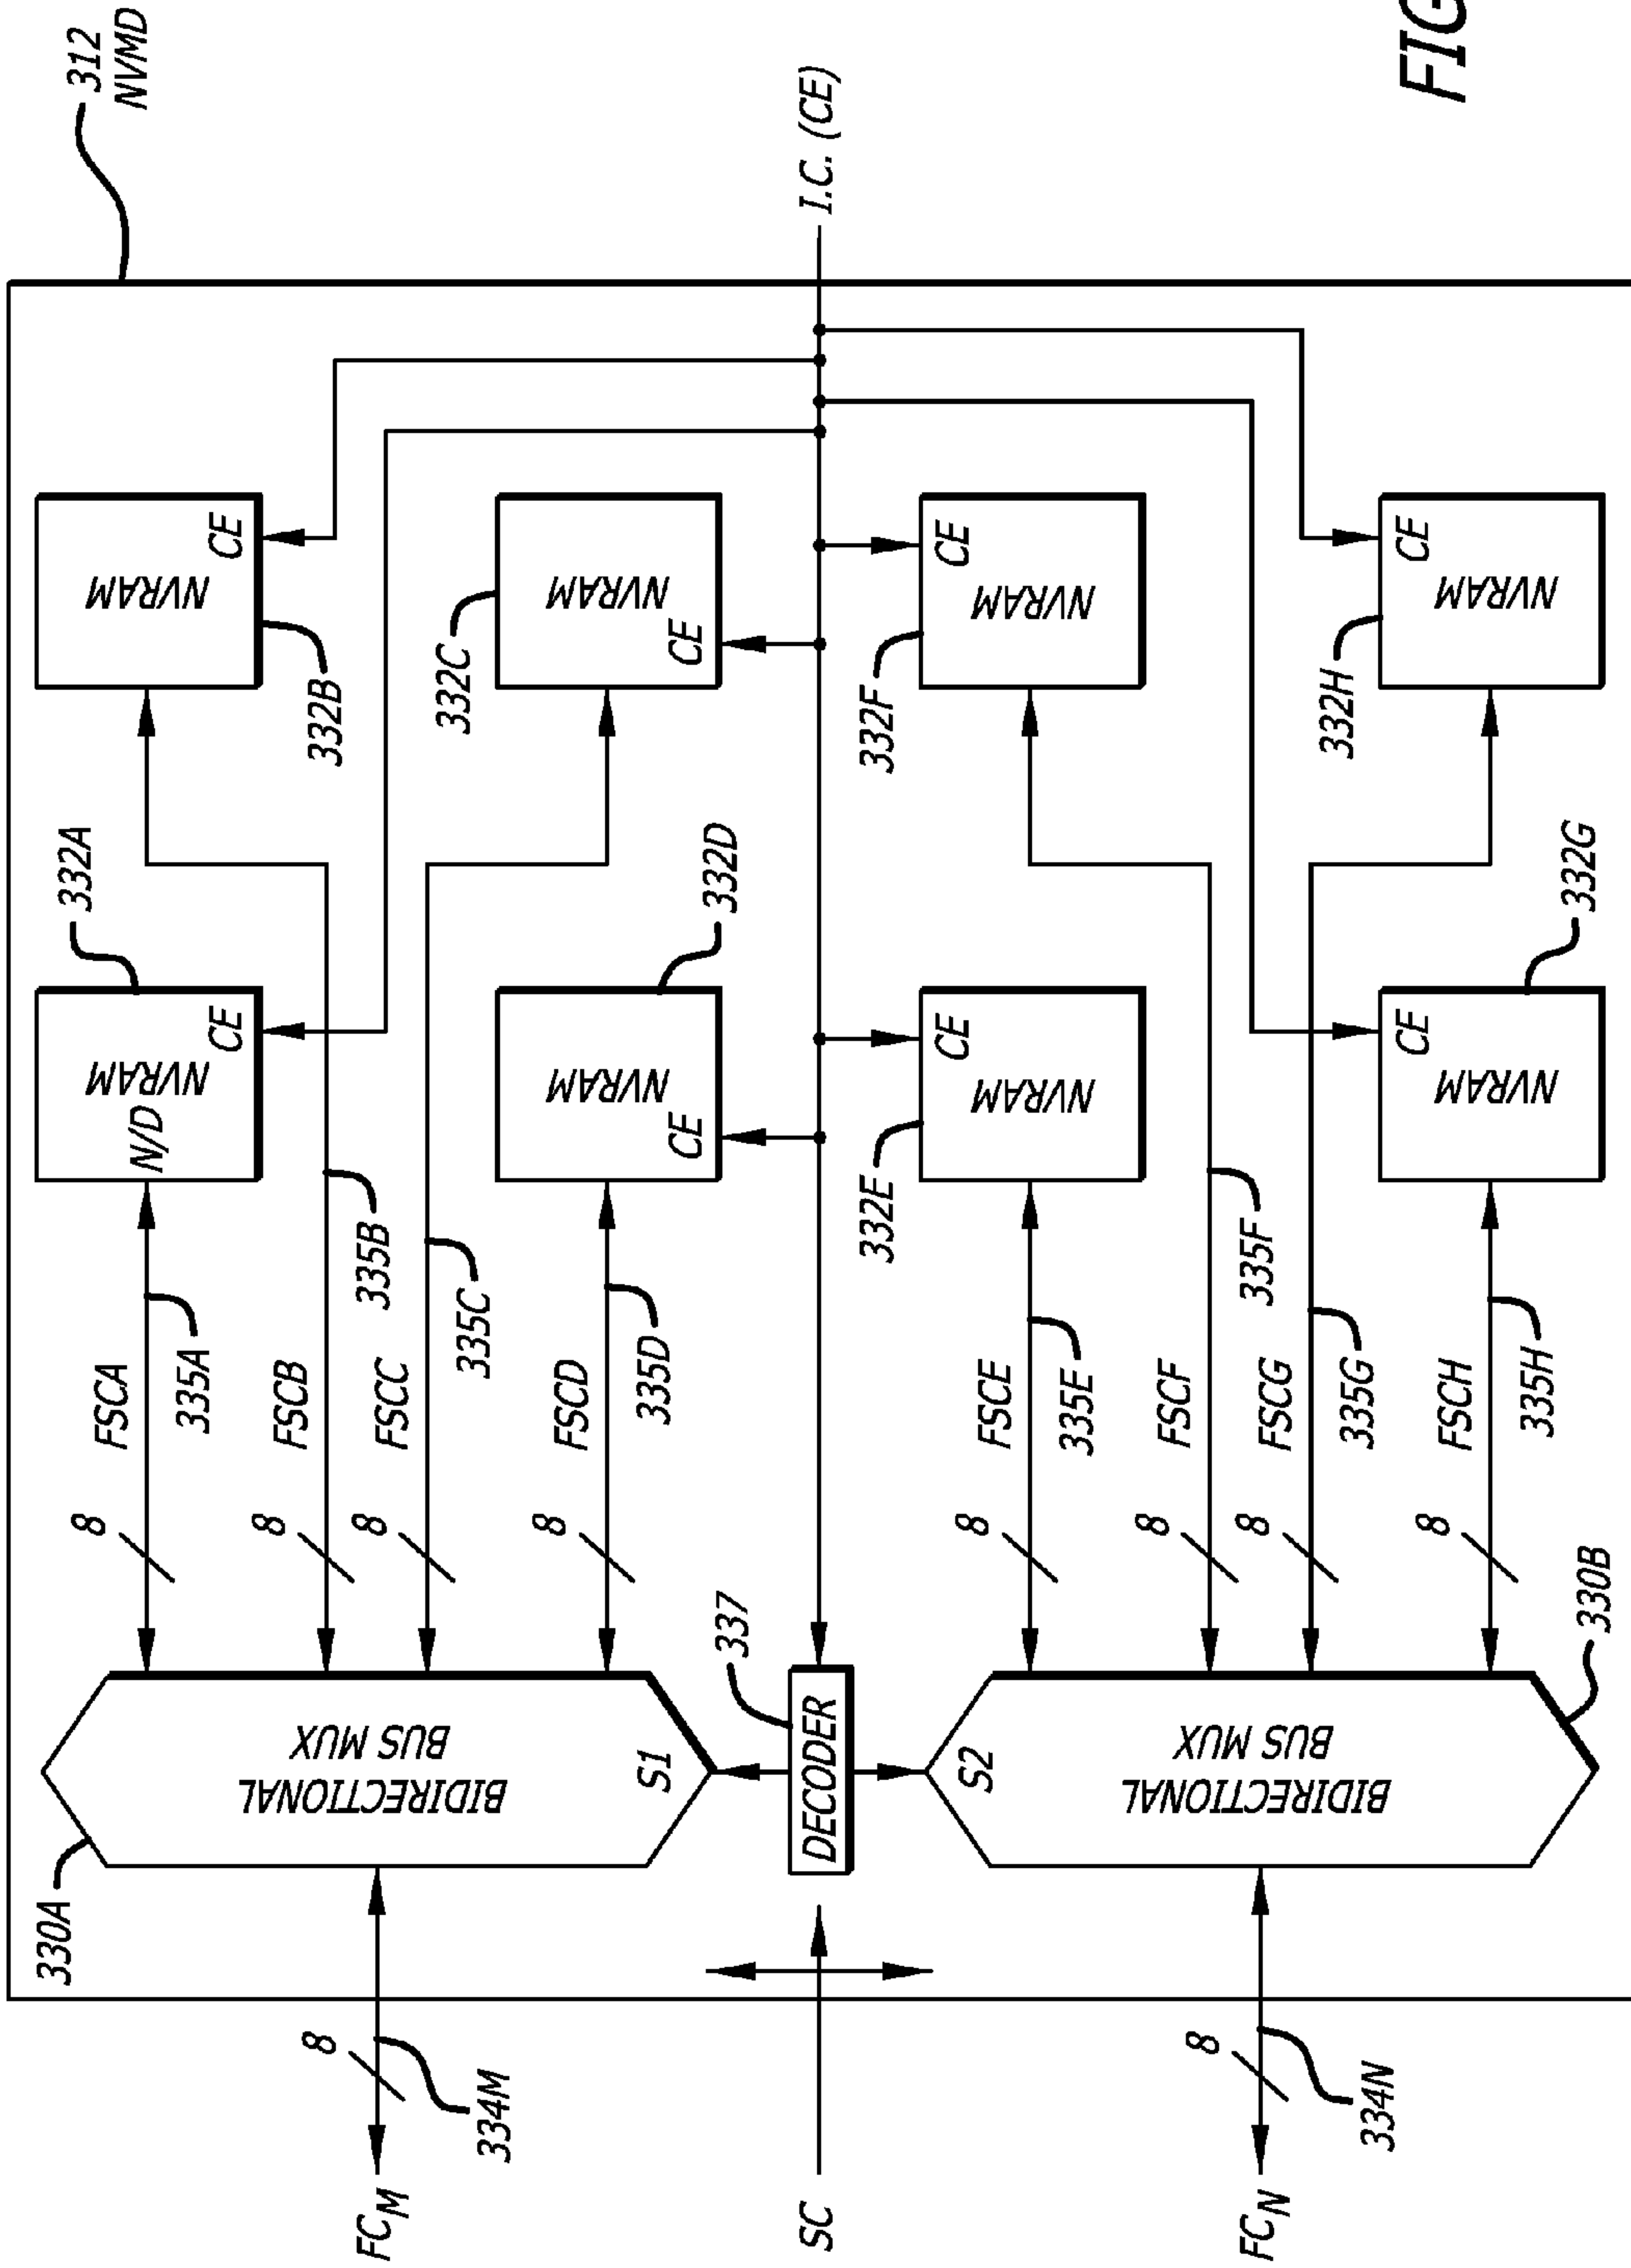 312
NVMD
FIG
I.C. (CE)
NVRAM
CE
332B
NVRAM
CE
332C
NVRAM
CE
332F
NVRAM
CE
332H
NVRAM
N/D
CE
332A
NVRAM
CE
332D
NVRAM
CE
332E
NVRAM
CE
332G
FSCA
335A
8
FSCB
335B
8
FSCC
335C
8
FSCD
335D
8
FSCE
335E
8
FSCF
335F
8
FSCG
335G
8
FSCH
335H
8
BIDIRECTIONAL
BUS MUX
S1
330A
337
DECODER
BIDIRECTIONAL
BUS MUX
S2
330B
8
334M
FCM
SC
8
334N
FCN